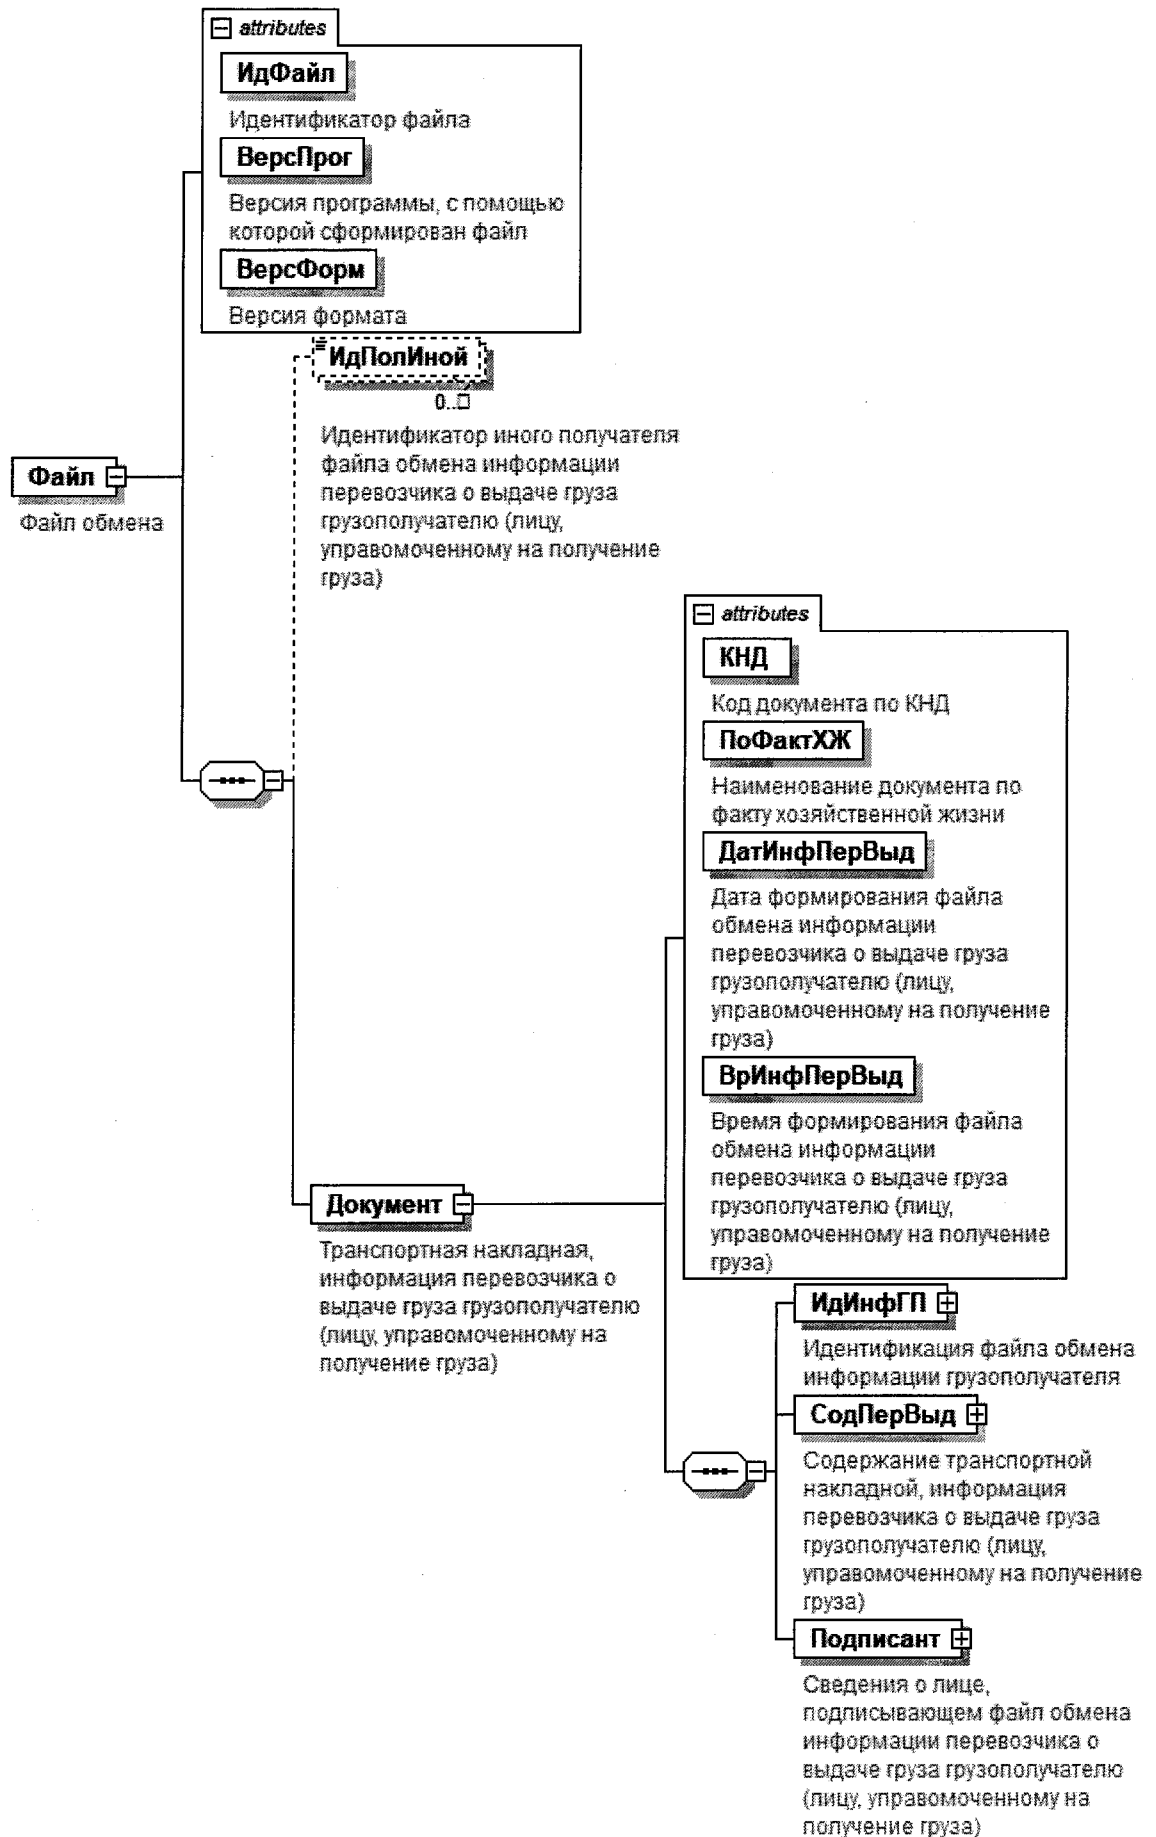 attributes
ИдФайл
Идентификатор файла
ВерсПрог
Версия программы, с помощью
которой сформирован файл
ВерсФорм
Версия формата
ИдПолИной
0..
Идентификатор иного получателя
файла обмена информации
перевозчика о выдаче груза
грузополучателю (лицу,
управомоченному на получение
груза)
Файл
Файл обмена
attributes
КНД
Код документа по КНД
ПоФактХЖ
Наименование документа по
факту хозяйственной жизни
ДатИнфПерВыд
Дата формирования файла
обмена информации
перевозчика о выдаче груза
грузополучателю (лицу,
управомоченному на получение
груза)
ВрИнфПерВыд
Время формирования файла
обмена информации
перевозчика о выдаче груза
грузополучателю (лицу,
управомоченному на получение
груза)
Документ
Транспортная накладная,
информация перевозчика о
выдаче груза грузополучателю
(лицу, управомоченному на
получение груза)
ИдИнфГП
Идентификация файла обмена
информации грузополучателя
СодПерВыд
Содержание транспортной
накладной, информация
перевозчика о выдаче груза
грузополучателю (лицу,
управомоченному на получение
груза)
Подписант
Сведения о лице,
подписывающем файл обмена
информации перевозчика о
выдаче груза грузополучателю
(лицу, управомоченному на
получение груза)